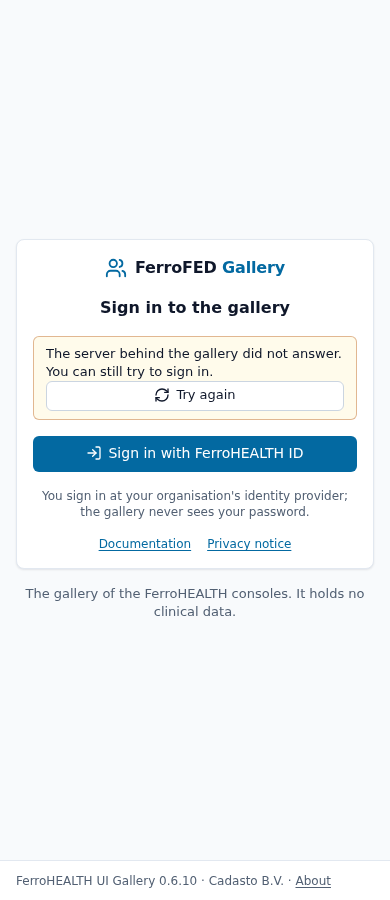 FerroFED Gallery
Sign in to the gallery
The server behind the gallery did not answer.
You can still try to sign in.
Try again
Sign in with FerroHEALTH ID
You sign in at your organisation's identity provider;
the gallery never sees your password.
Documentation Privacy notice
The gallery of the FerroHEALTH consoles. It holds no
clinical data.
FerroHEALTH UI Gallery 0.6.10 · Cadasto B.V. · About